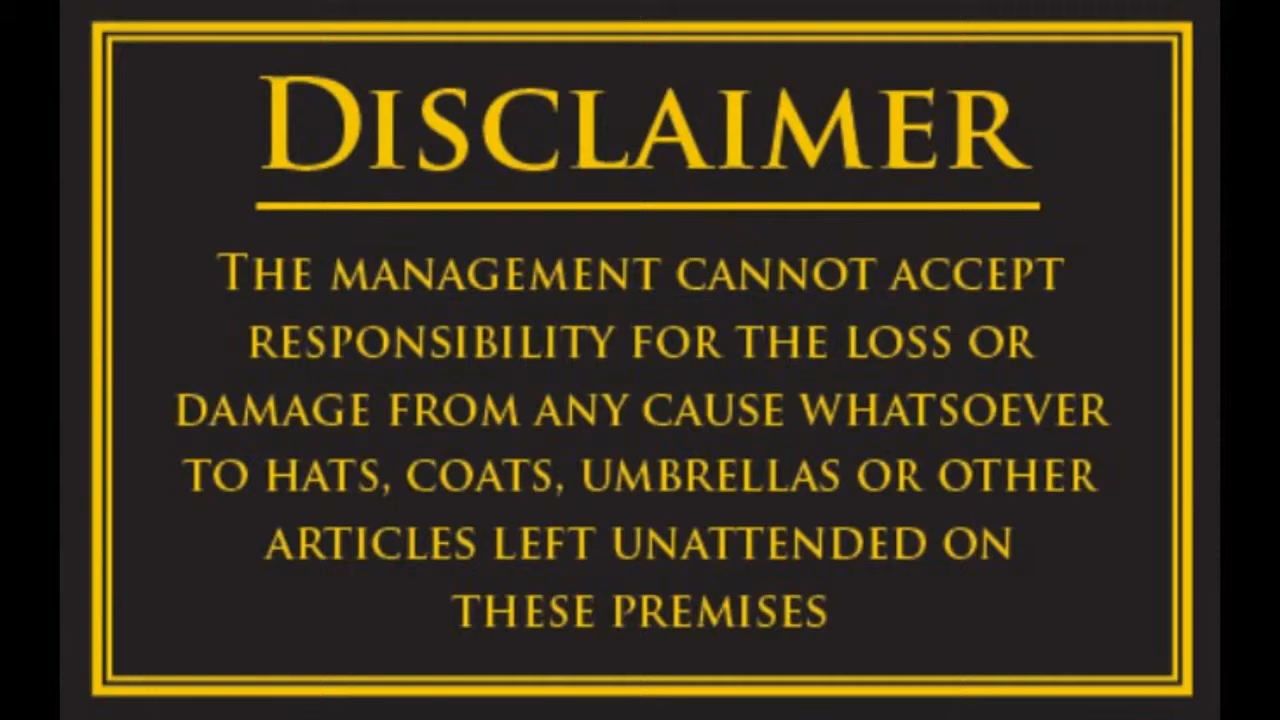 DISCLAIMER
THE MANAGEMENT CANNOT ACCEPT
RESPONSIBILITY FOR THE LOSS OR
DAMAGE FROM ANY CAUSE WHATSOEVER
TO HATS, COATS, UMBRELLAS OR OTHER
ARTICLES LEFT UNATTENDED ON
THESE PREMISES